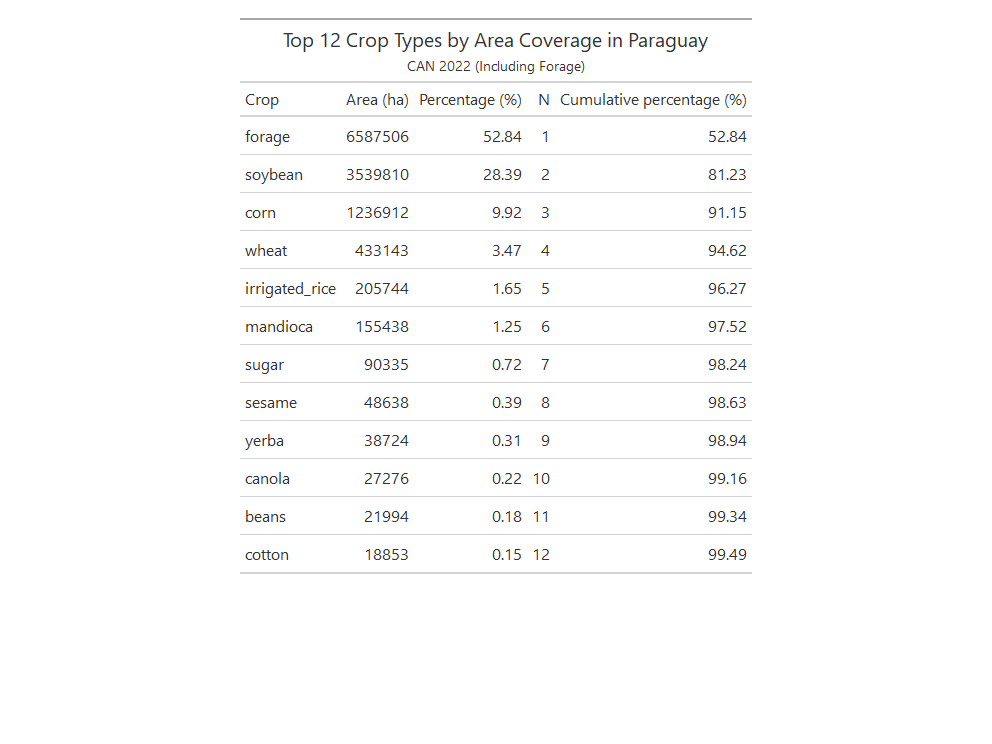 Top 12 Crop Types by Area Coverage in Paraguay
CAN 2022 (Including Forage)
Crop Area (ha) Percentage (%) N Cumulative percentage (%)
forage 6587506 52.84 1 52.84
soybean 3539810 28.39 2 81.23
corn 1236912 9.92 3 91.15
wheat 433143 3.47 4 94.62
irrigated_rice 205744 1.65 5 96.27
mandioca 155438 1.25 6 97.52
sugar 90335 0.72 7 98.24
sesame 48638 0.39 8 98.63
yerba 38724 0.31 9 98.94
canola 27276 0.22 10 99.16
beans 21994 0.18 11 99.34
cotton 18853 0.15 12 99.49